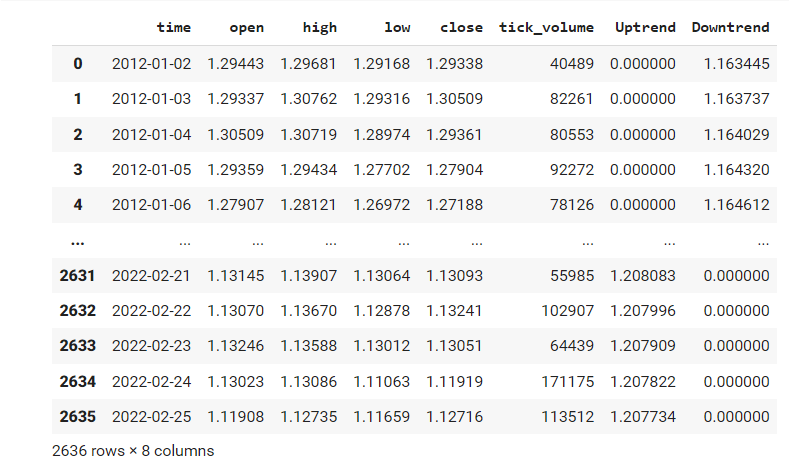 time open high low close tick_volume Uptrend Downtrend
0 2012-01-02 1.29443 1.29681 1.29168 1.29338 40489 0.000000 1.163445
1 2012-01-03 1.29337 1.30762 1.29316 1.30509 82261 0.000000 1.163737
2 2012-01-04 1.30509 1.30719 1.28974 1.29361 80553 0.000000 1.164029
3 2012-01-05 1.29359 1.29434 1.27702 1.27904 92272 0.000000 1.164320
4 2012-01-06 1.27907 1.28121 1.26972 1.27188 78126 0.000000 1.164612
... ... ... ... ... ... ... ... ...
2631 2022-02-21 1.13145 1.13907 1.13064 1.13093 55985 1.208083 0.000000
2632 2022-02-22 1.13070 1.13670 1.12878 1.13241 102907 1.207996 0.000000
2633 2022-02-23 1.13246 1.13588 1.13012 1.13051 64439 1.207909 0.000000
2634 2022-02-24 1.13023 1.13086 1.11063 1.11919 171175 1.207822 0.000000
2635 2022-02-25 1.11908 1.12735 1.11659 1.12716 113512 1.207734 0.000000
2636 rows × 8 columns